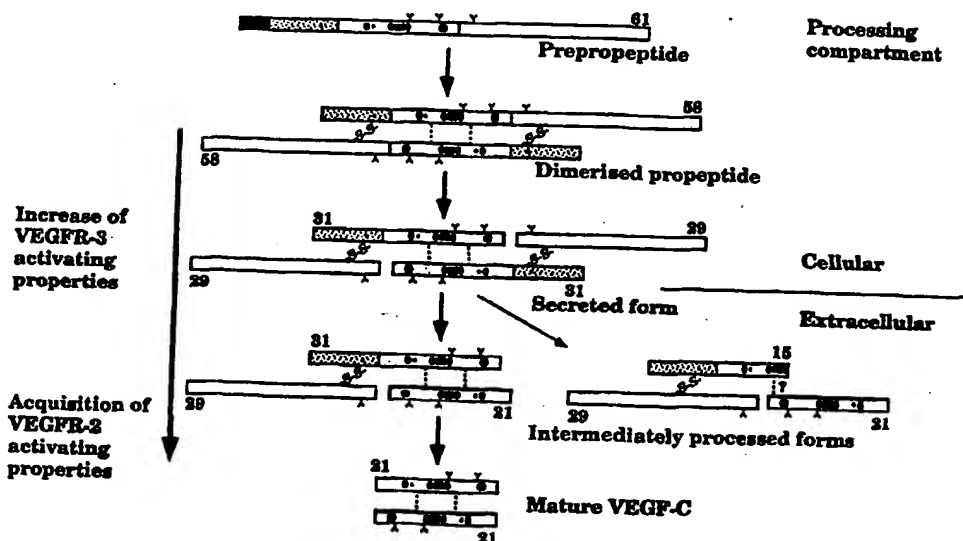 61
Prepropeptide
Processing
compartment
58
S S
S S
58
Dimerised propeptide
Increase of
VEGFR-3
activating
properties
31
29
S S
S S
29
31
Secreted form
Cellular
Extracellular
31
S S
29
21
15
S S
?
29
21
Intermediately processed forms
Acquisition of
VEGFR-2
activating
properties
21
Mature VEGF-C
21